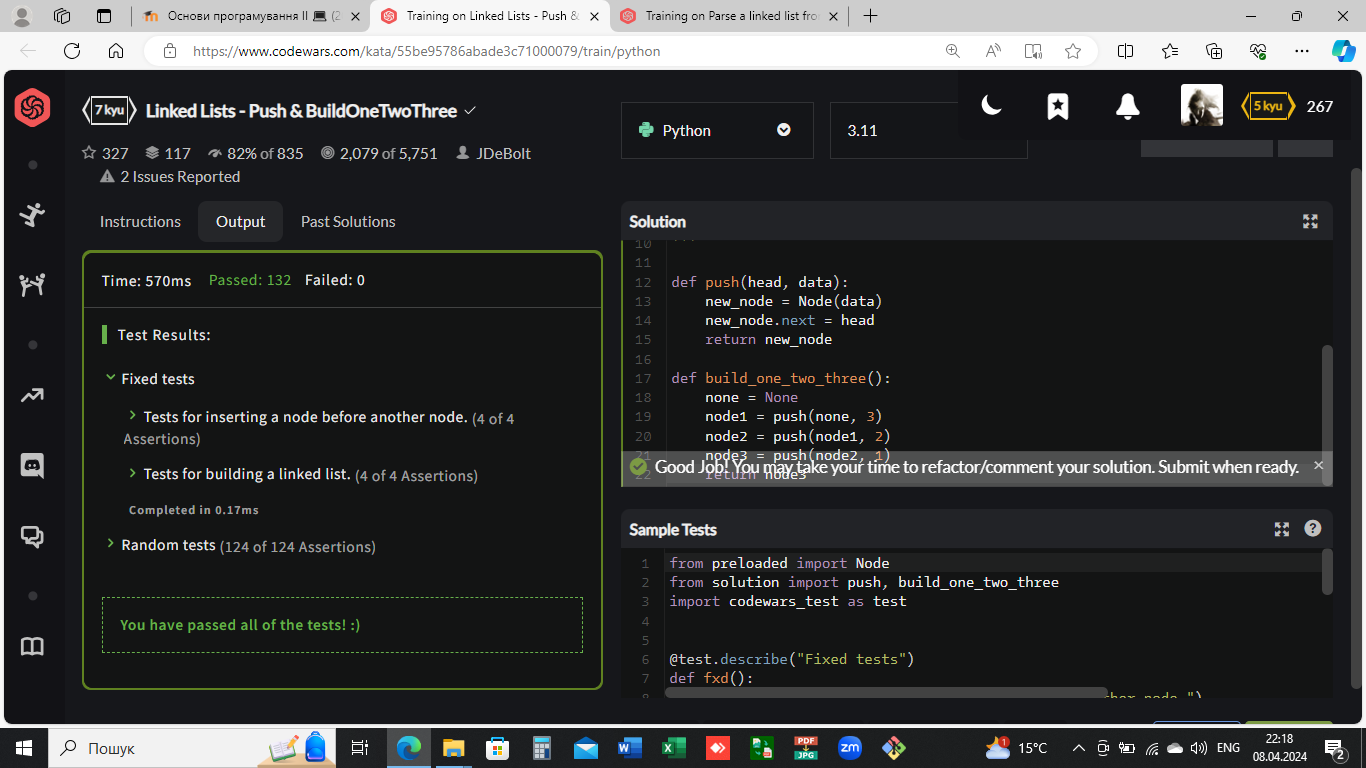 Основи програмування II 💻 (2
Training on Linked Lists - Push &
Training on Parse a linked list fro
https://www.codewars.com/kata/55be95786abade3c71000079/train/python
7 kyu
Linked Lists - Push & BuildOneTwoThree
327
117
82% of 835
2,079 of 5,751
JDeBolt
2 Issues Reported
Python
3.11
5 kyu
267
Instructions
Output
Past Solutions
Time: 570ms
Passed: 132
Failed: 0
Test Results:
Fixed tests
Tests for inserting a node before another node. (4 of 4
Assertions)
Tests for building a linked list. (4 of 4 Assertions)
Completed in 0.17ms
Random tests (124 of 124 Assertions)
You have passed all of the tests! :)
Solution
10 '''
11
12 def push(head, data):
13     new_node = Node(data)
14     new_node.next = head
15     return new_node
16
17 def build_one_two_three():
18     none = None
19     node1 = push(none, 3)
20     node2 = push(node1, 2)
21     node3 = push(node2, 1)
22     return node3
Good Job! You may take your time to refactor/comment your solution. Submit when ready.
Sample Tests
?
1 from preloaded import Node
2 from solution import push, build_one_two_three
3 import codewars_test as test
4
5
6 @test.describe("Fixed tests")
7 def fxd():
8
Пошук
W
X
PDF
JPG
zm
1
15°C
ENG
22:18
08.04.2024
2